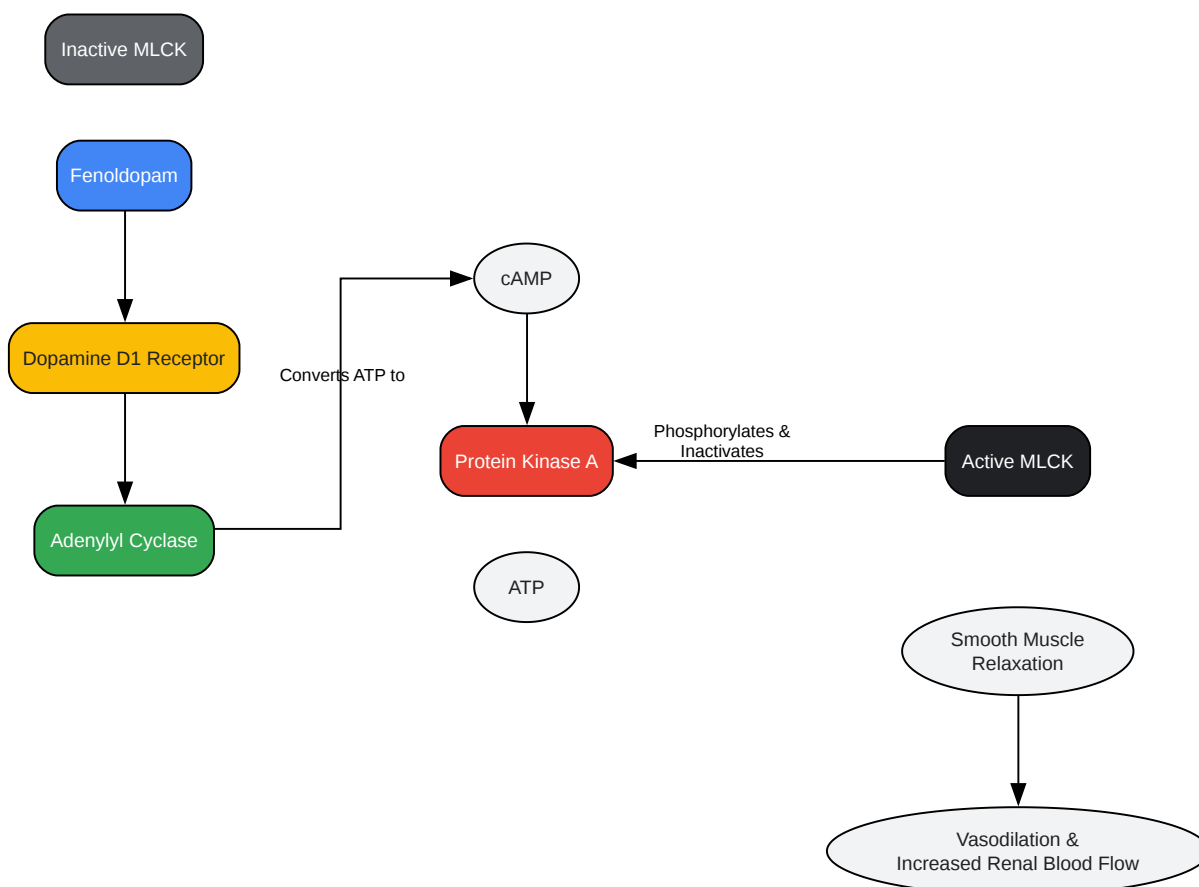 Inactive MLCK
Fenoldopam
cAMP
Dopamine D1 Receptor
Converts ATP to
Phosphorylates &
Inactivates
Protein Kinase A
Active MLCK
Adenylyl Cyclase
ATP
Smooth Muscle
Relaxation
Vasodilation &
Increased Renal Blood Flow